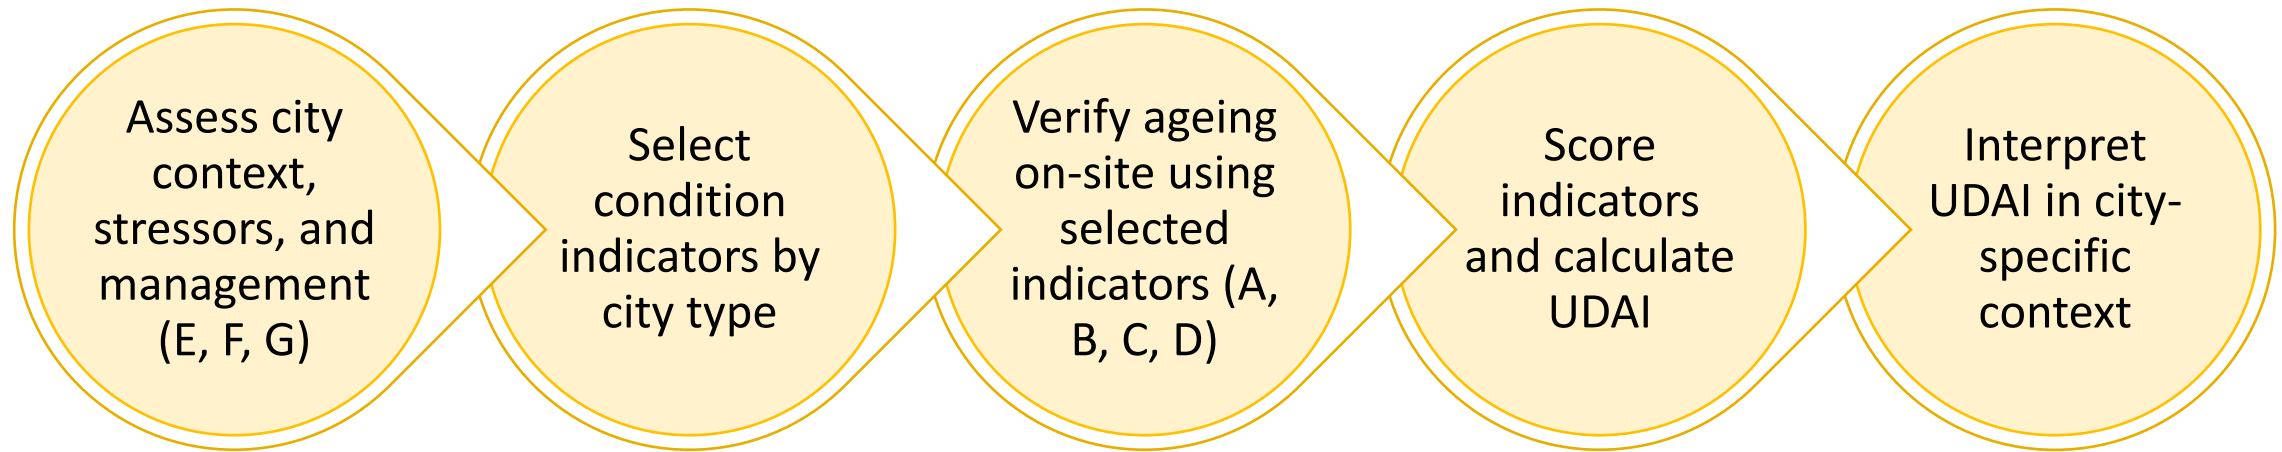 Assess city
context,
stressors, and
management
(E, F, G)
Select
condition
indicators by
city type
Verify ageing
on-site using
selected
indicators (A,
B, C, D)
Score
indicators
and calculate
UDAI
Interpret
UDAI in city-
specific
context